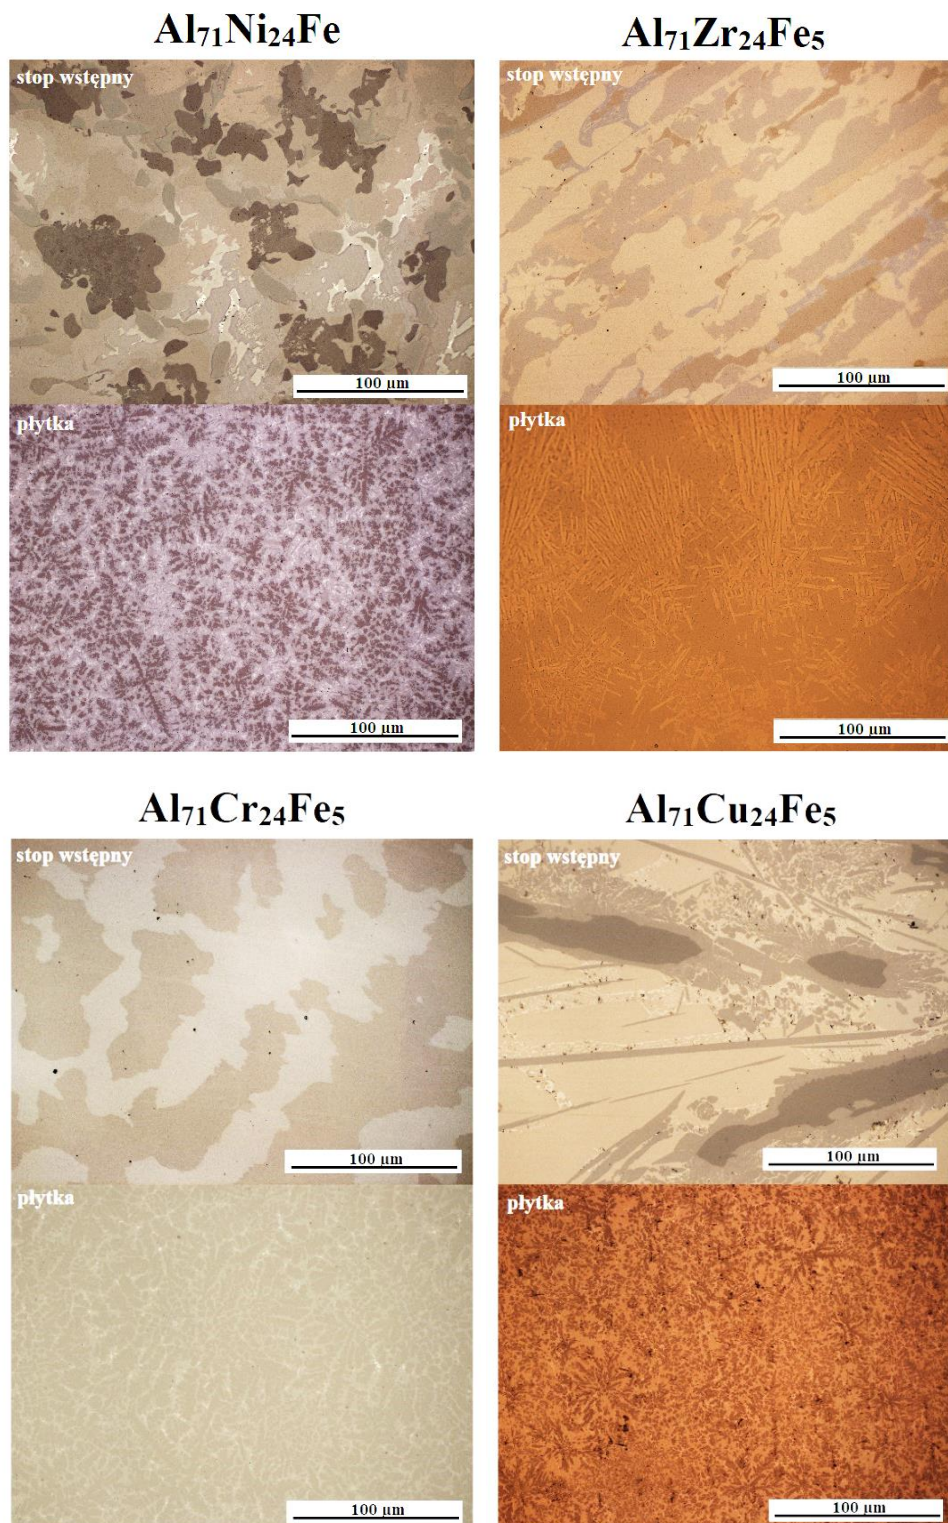 Al₇₁Ni₂₄Fe
Al₇₁Zr₂₄Fe₅
stop wstępny
stop wstępny
100 µm
100 µm
płytka
płytka
100 µm
100 µm
Al₇₁Cr₂₄Fe₅
Al₇₁Cu₂₄Fe₅
stop wstępny
stop wstępny
100 µm
100 µm
płytka
płytka
100 µm
100 µm